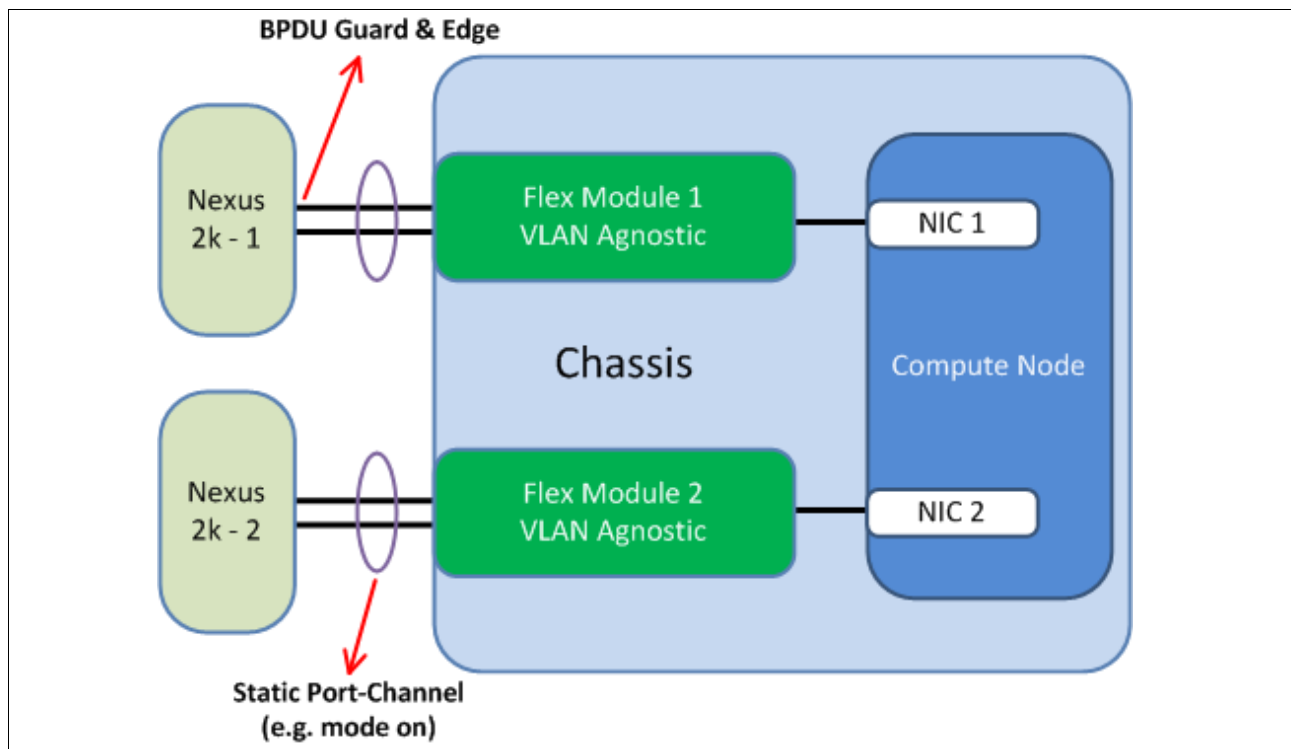 BPDU Guard & Edge
Nexus
2k - 1
Flex Module 1
VLAN Agnostic
NIC 1
Chassis
Compute Node
Nexus
2k - 2
Flex Module 2
VLAN Agnostic
NIC 2
Static Port-Channel
(e.g. mode on)